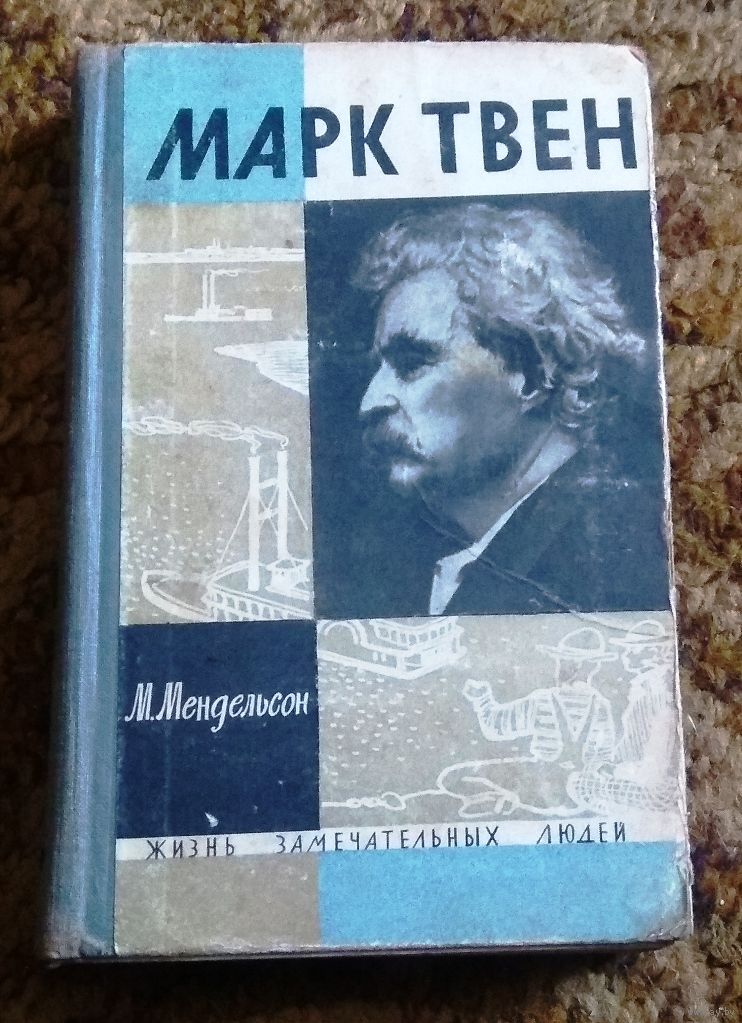 МАРК ТВЕН
М. Мендельсон
ЖИЗНЬ ЗАМЕЧАТЕЛЬНЫХ ЛЮДЕЙ